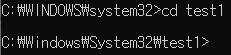 C:₩WINDOWS₩system32>cd test1
C:₩Windows₩System32₩test1>